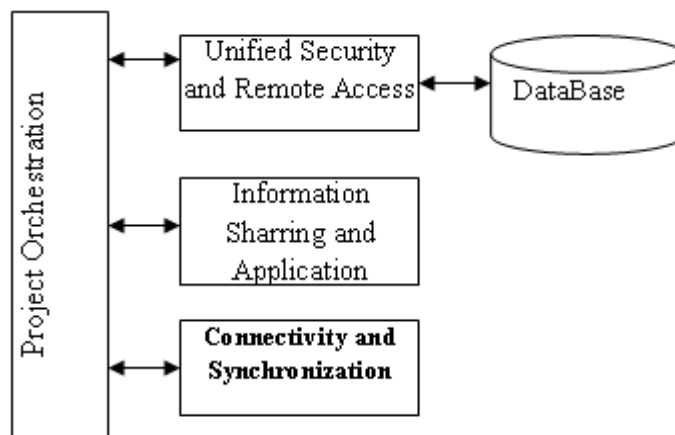 Project Orchestration
Unified Security
and Remote Access
DataBase
Information
Sharring and
Application
Connectivity and
Synchronization